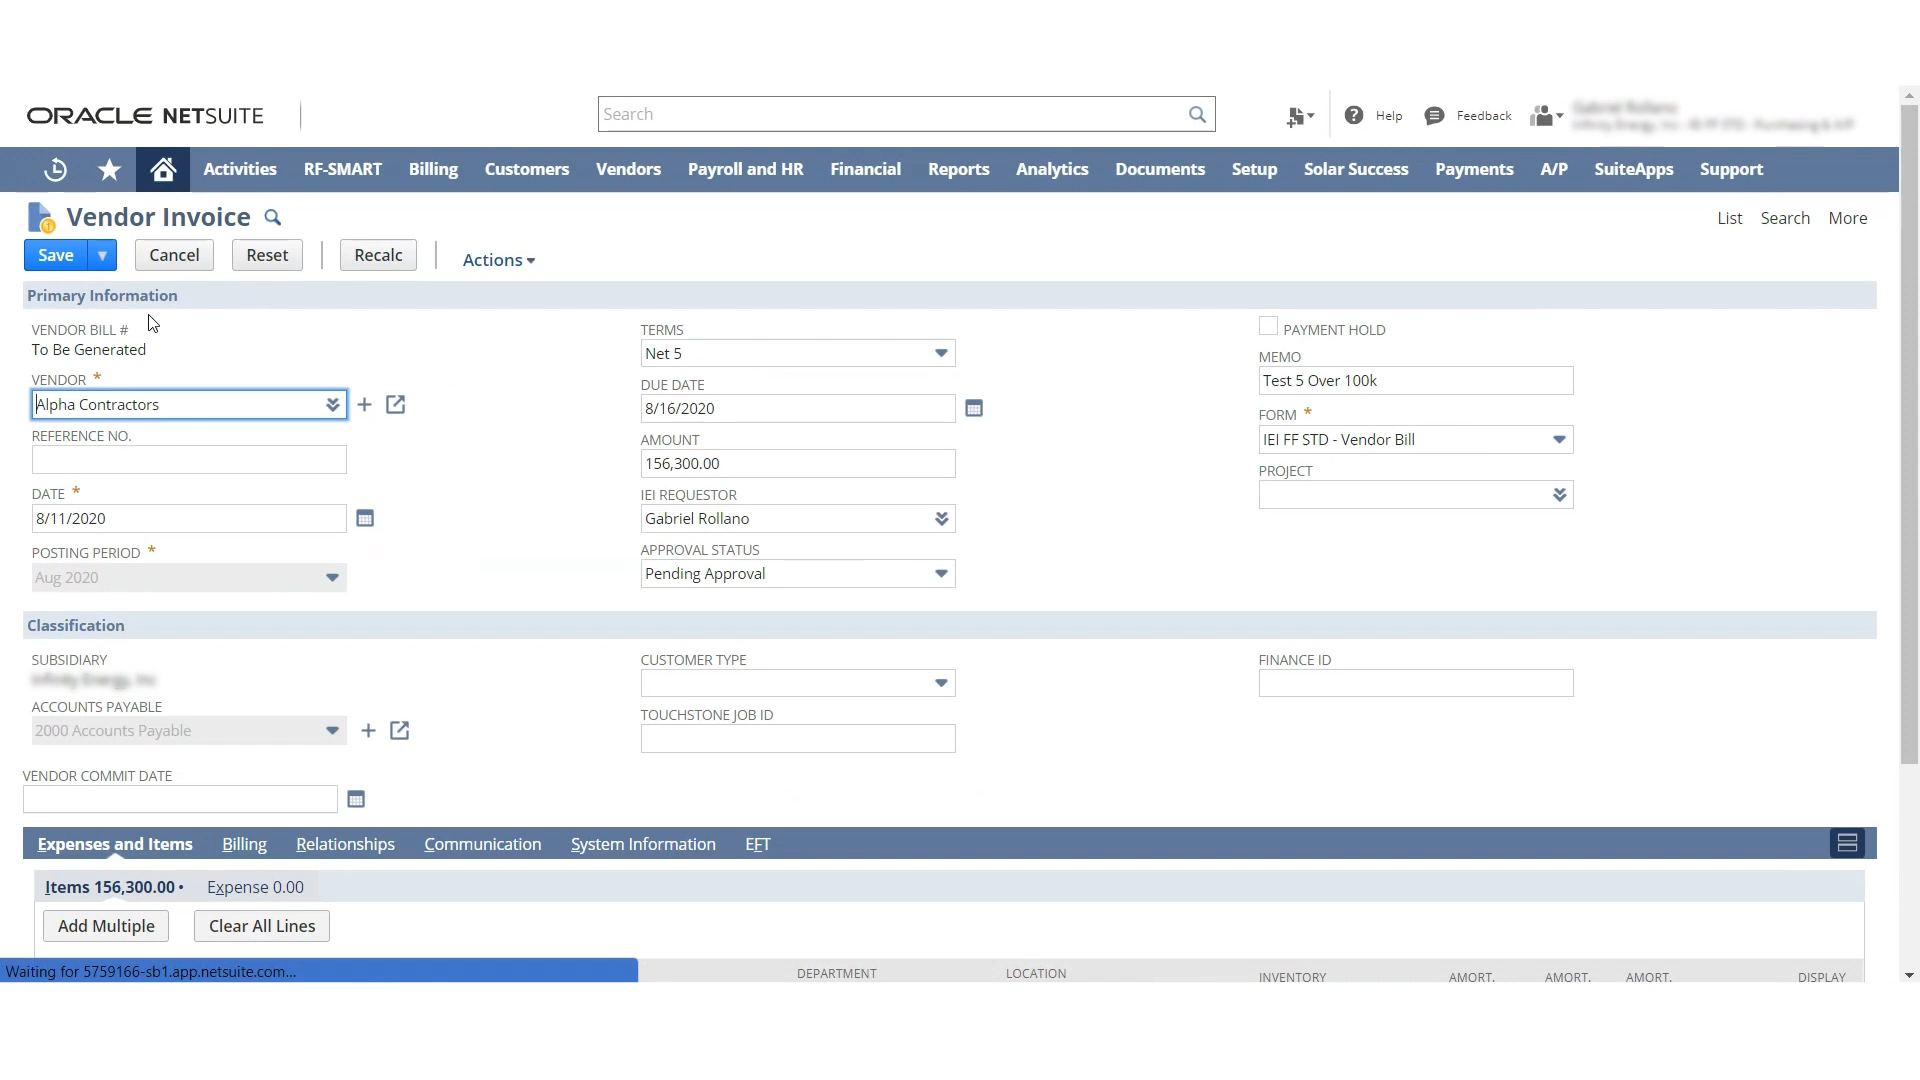 ORACLE NETSUITE
Search
Help
Feedback
Activities RF-SMART Billing Customers Vendors Payroll and HR Financial Reports Analytics Documents Setup Solar Success Payments A/P SuiteApps Support
Vendor Invoice
List Search More
Save Cancel Reset Recalc Actions
Primary Information
VENDOR BILL #
To Be Generated
VENDOR *
Alpha Contractors
REFERENCE NO.
DATE *
8/11/2020
POSTING PERIOD *
Aug 2020
TERMS
Net 5
DUE DATE
8/16/2020
AMOUNT
156,300.00
IEI REQUESTOR
Gabriel Rollano
APPROVAL STATUS
Pending Approval
PAYMENT HOLD
MEMO
Test 5 Over 100k
FORM *
IEI FF STD - Vendor Bill
PROJECT
Classification
SUBSIDIARY
ACCOUNTS PAYABLE
2000 Accounts Payable
VENDOR COMMIT DATE
CUSTOMER TYPE
TOUCHSTONE JOB ID
FINANCE ID
Expenses and Items Billing Relationships Communication System Information EFT
Items 156,300.00 • Expense 0.00
Add Multiple Clear All Lines
Waiting for 5759166-sb1.app.netsuite.com...
DEPARTMENT LOCATION INVENTORY AMORT. AMORT. AMORT. DISPLAY